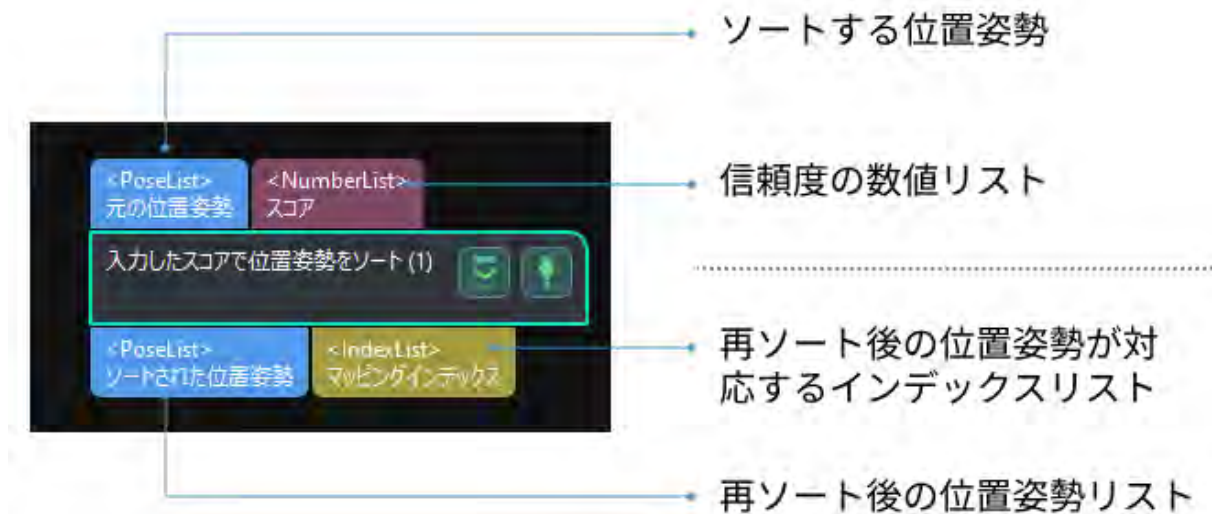 ソートする位置姿勢
<PoseList>
元の位置姿勢
<NumberList>
スコア
信頼度の数値リスト
入力したスコアで位置姿勢をソート (1)
<PoseList>
ソートされた位置姿勢
<IndexList>
マッピングインデックス
再ソート後の位置姿勢が対
応するインデックスリスト
再ソート後の位置姿勢リスト